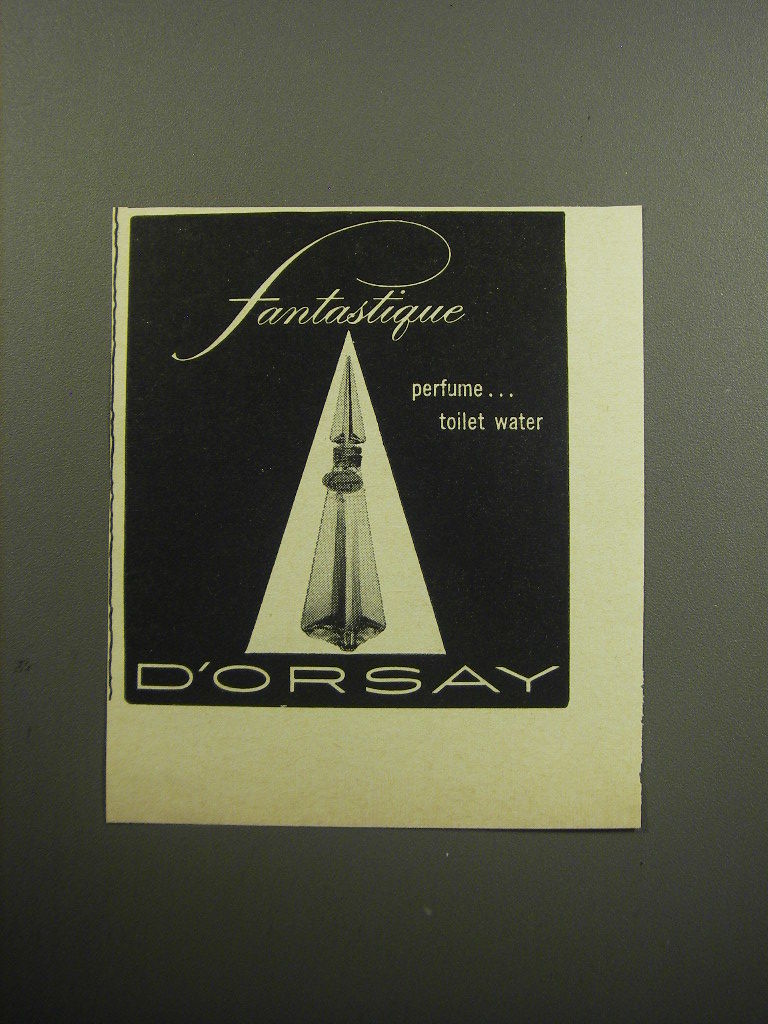 fantastique
perfume...
toilet water
D'ORSAY